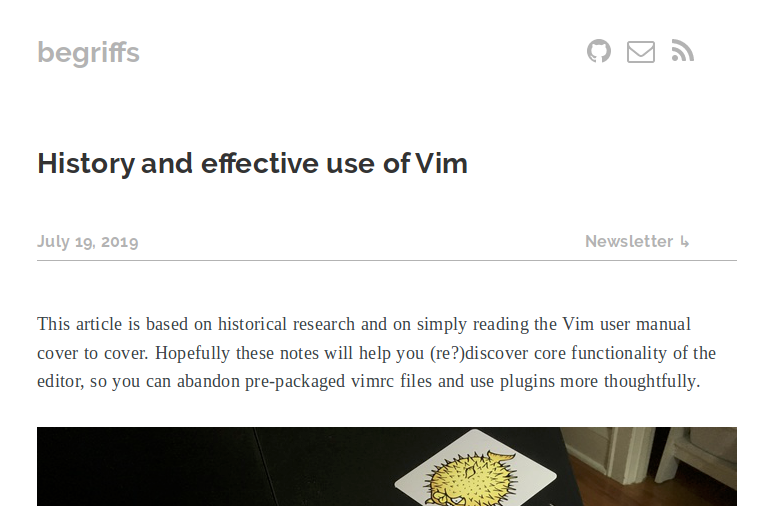 begriffs
History and effective use of Vim
July 19, 2019
Newsletter ↳
This article is based on historical research and on simply reading the Vim user manual
cover to cover. Hopefully these notes will help you (re?)discover core functionality of the
editor, so you can abandon pre-packaged vimrc files and use plugins more thoughtfully.